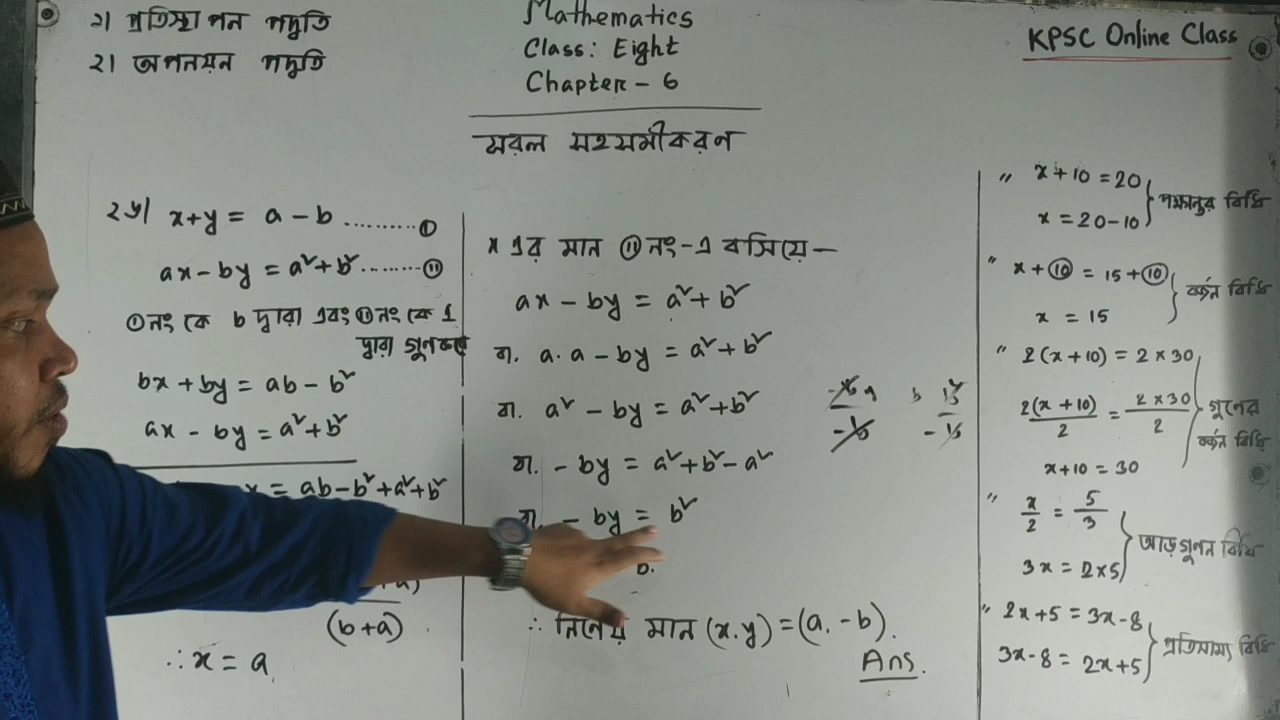 ১। প্রতিস্থাপন পদ্ধতি
২। অপনয়ন পদ্ধতি
Mathematics
Class: Eight
Chapter - 6
KPSC Online Class
সরল সহসমীকরণ
x+y = a - b ......... ①
ax - by = a²+b² ........ ⑪
①নং কে b দ্বারা এবং ⑪নং কে 1
দ্বারা গুন করে
bx + by = ab - b²
ax - by = a²+b²
x = ab-b²+a²+b²
(b+a)
∴ x = a
x এর মান ⑪ নং-এ বসিয়ে—
ax - by = a²+b²
বা. a.a - by = a²+b²
বা. a² - by = a²+b²
বা. - by = a²+b²-a²
বা. - by = b²
∴ নির্ণেয় মান (x.y) = (a. -b).
Ans.
" x+10 = 20
x = 20-10 } পক্ষান্তর বিধি
" x + ⑩ = 15 + ⑩
x = 15 } বর্জন বিধি
" 2(x+10) = 2×30
2(x+10)/2 = 2×30/2 } গুনের বর্জন বিধি
x+10 = 30
" x/2 = 5/3
3x = 2×5 } আড়গুনন বিধি
" 2x+5 = 3x-8
3x-8 = 2x+5 } প্রতিসাম্য বিধি